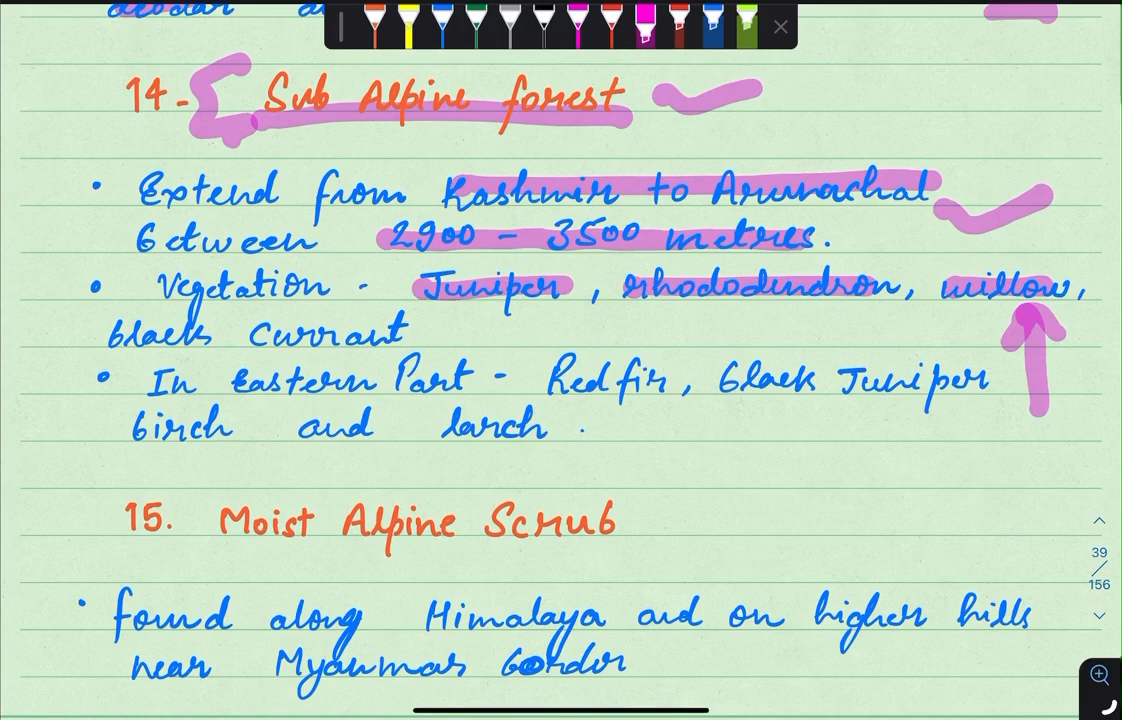 deodar
14- Sub Alpine forest
• Extend from Kashmir to Arunachal
between 2900 - 3500 metres.
• Vegetation - Juniper, rhododendron, willow,
black currant
• In Eastern Part - Red fir, black Juniper
birch and larch.
15. Moist Alpine Scrub
• found along Himalaya and on higher hills
near Myanmar border
39
156